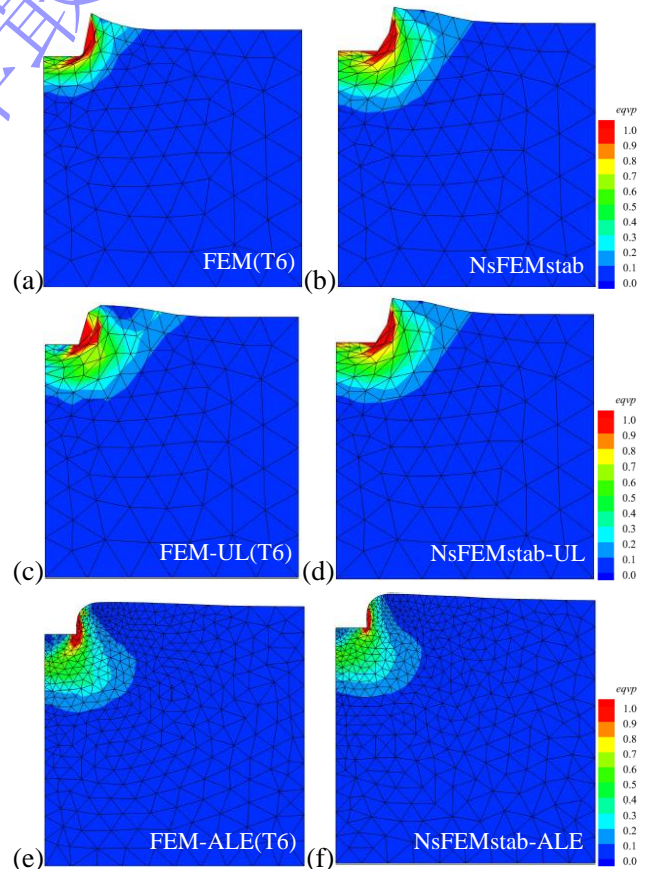 FEM(T6)
(a)
NsFEMstab
(b)
eqvp
1.0
0.9
0.8
0.7
0.6
0.5
0.4
0.3
0.2
0.1
0.0
FEM-UL(T6)
(c)
NsFEMstab-UL
(d)
eqvp
1.0
0.9
0.8
0.7
0.6
0.5
0.4
0.3
0.2
0.1
0.0
FEM-ALE(T6)
(e)
NsFEMstab-ALE
(f)
eqvp
1.0
0.9
0.8
0.7
0.6
0.5
0.4
0.3
0.2
0.1
0.0